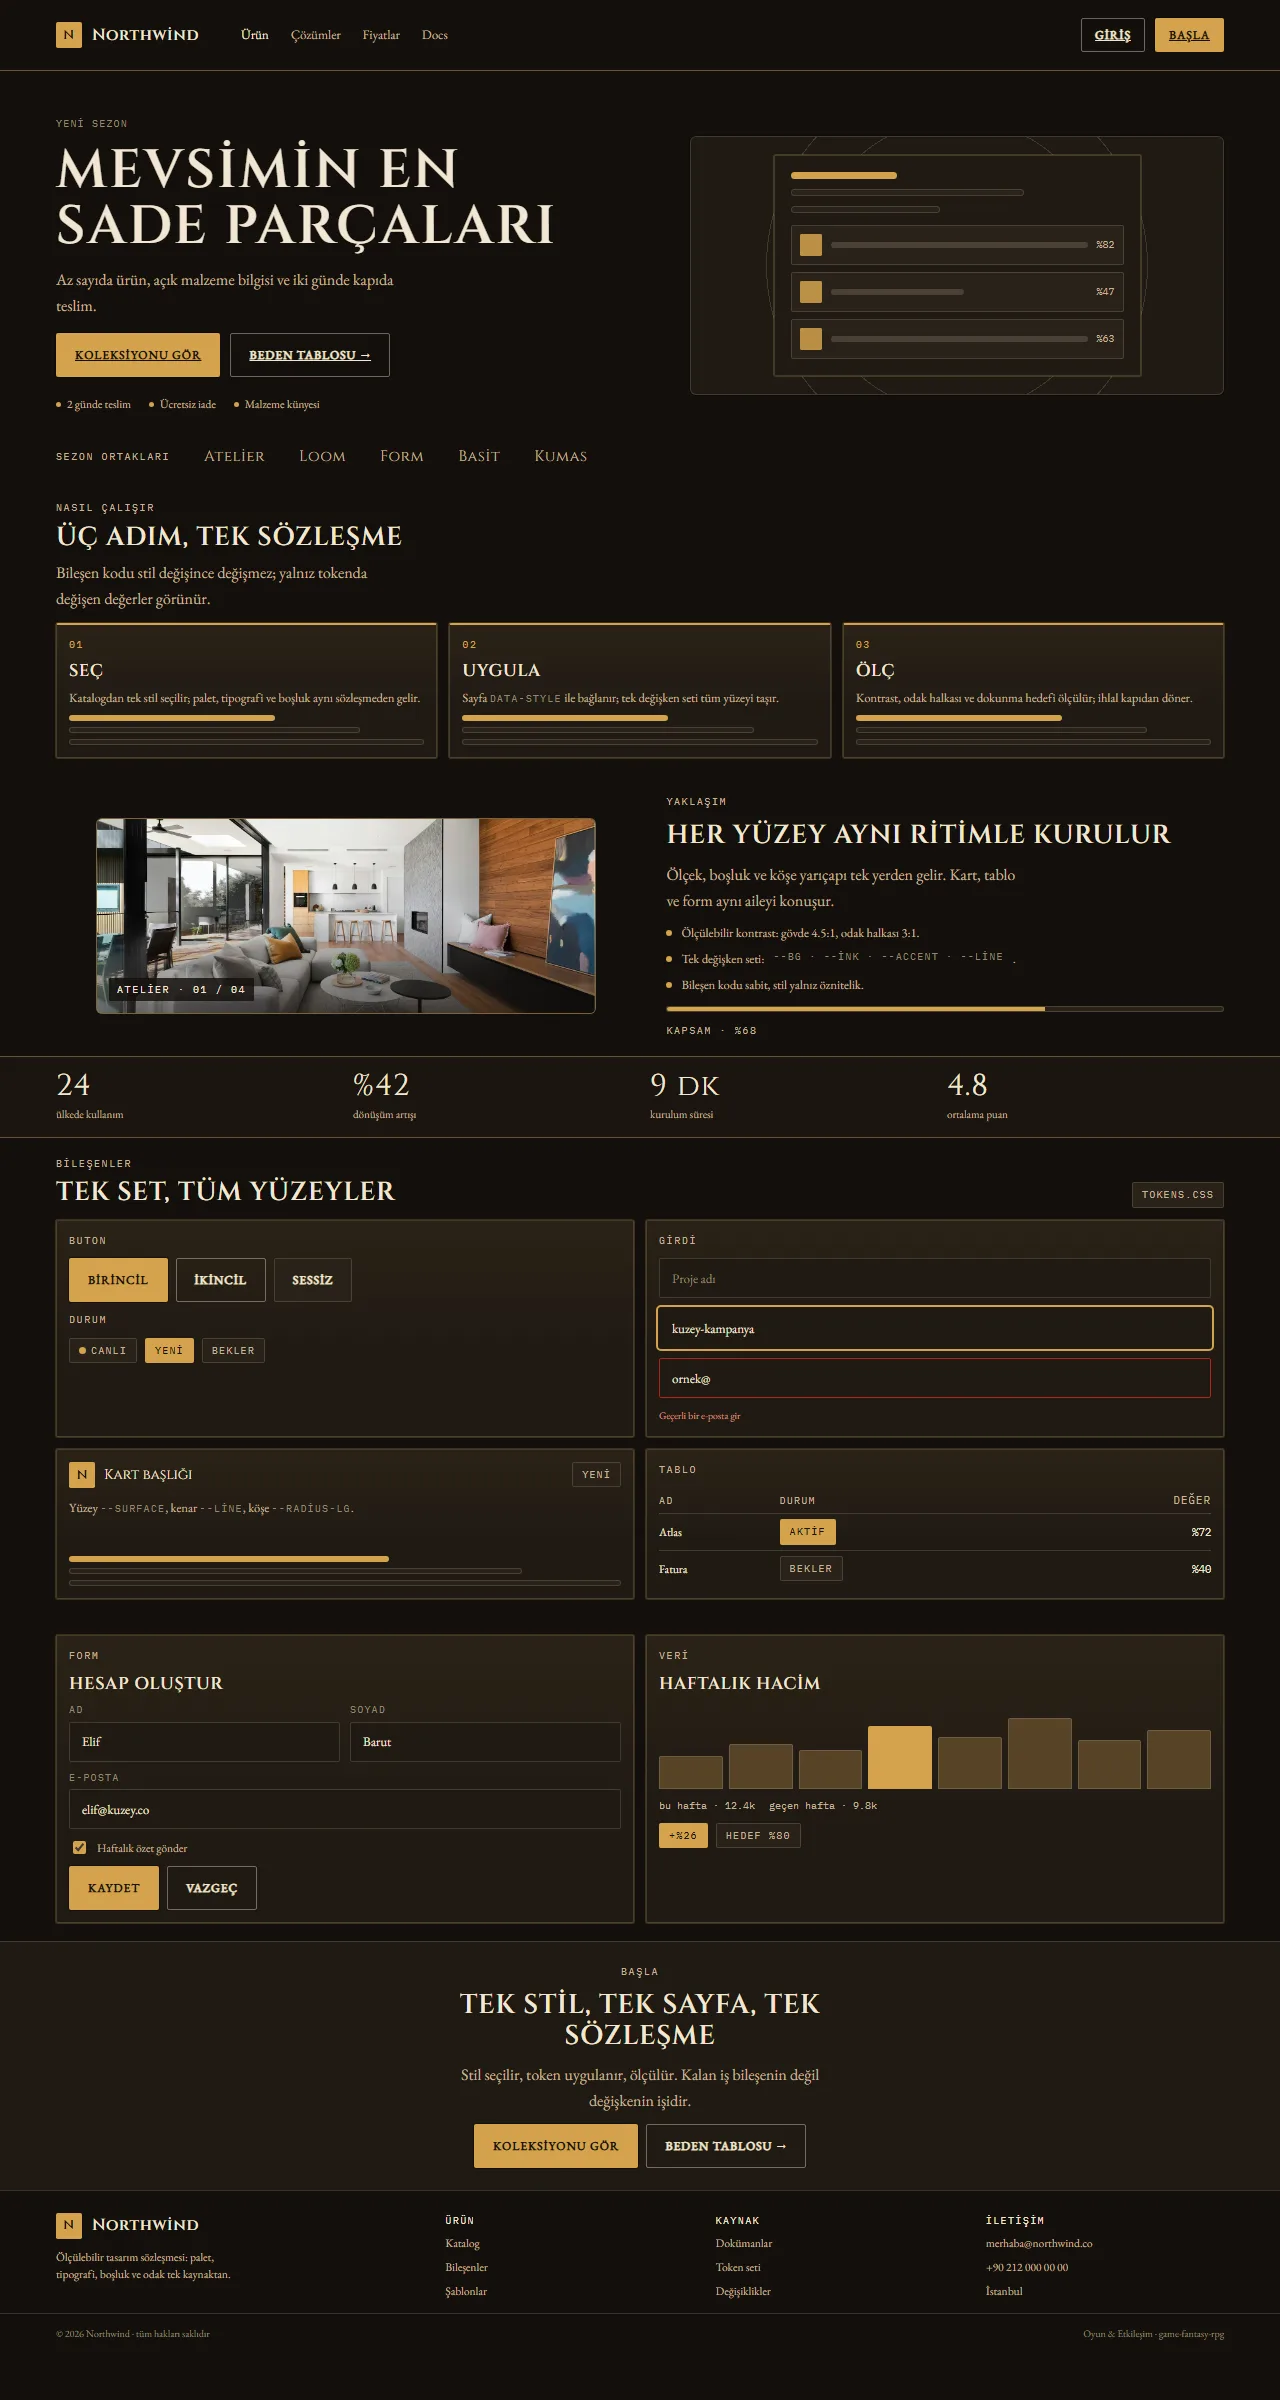 N NORTHWİND Ürün Çözümler Fiyatlar Docs GİRİŞ BAŞLA
YENİ SEZON
MEVSİMİN EN
SADE PARÇALARI
Az sayıda ürün, açık malzeme bilgisi ve iki günde kapıda
teslim.
KOLEKSİYONU GÖR BEDEN TABLOSU →
2 günde teslim Ücretsiz iade Malzeme künyesi
%82
%47
%63
SEZON ORTAKLARI ATELİER LOOM FORM BASİT KUMAS
NASIL ÇALIŞIR
ÜÇ ADIM, TEK SÖZLEŞME
Bileşen kodu stil değişince değişmez; yalnız tokenda
değişen değerler görünür.
01
SEÇ
Katalogdan tek stil seçilir; palet, tipografi ve boşluk aynı sözleşmeden gelir.
02
UYGULA
Sayfa DATA-STYLE ile bağlanır; tek değişken seti tüm yüzeyi taşır.
03
ÖLÇ
Kontrast, odak halkası ve dokunma hedefi ölçülür; ihlal kapıdan döner.
ATELİER · 01 / 04
YAKLAŞIM
HER YÜZEY AYNI RİTİMLE KURULUR
Ölçek, boşluk ve köşe yarıçapı tek yerden gelir. Kart, tablo
ve form aynı aileyi konuşur.
Ölçülebilir kontrast: gövde 4.5:1, odak halkası 3:1.
Tek değişken seti: --BG · --İNK · --ACCENT · --LİNE .
Bileşen kodu sabit, stil yalnız öznitelik.
KAPSAM · %68
24
ülkede kullanım
%42
dönüşüm artışı
9 DK
kurulum süresi
4.8
ortalama puan
BİLEŞENLER
TEK SET, TÜM YÜZEYLER
TOKENS.CSS
BUTON
BİRİNCİL İKİNCİL SESSİZ
DURUM
CANLI YENİ BEKLER
GİRDİ
Proje adı
kuzey-kampanya
ornek@
Geçerli bir e-posta gir
N KART BAŞLIĞI YENİ
Yüzey --SURFACE, kenar --LİNE, köşe --RADİUS-LG.
TABLO
AD DURUM DEĞER
Atlas AKTİF %72
Fatura BEKLER %40
FORM
HESAP OLUŞTUR
AD SOYAD
Elif Barut
E-POSTA
elif@kuzey.co
Haftalık özet gönder
KAYDET VAZGEÇ
VERİ
HAFTALIK HACİM
bu hafta · 12.4k geçen hafta · 9.8k
+%26 HEDEF %80
BAŞLA
TEK STİL, TEK SAYFA, TEK
SÖZLEŞME
Stil seçilir, token uygulanır, ölçülür. Kalan iş bileşenin değil
değişkenin işidir.
KOLEKSİYONU GÖR BEDEN TABLOSU →
N NORTHWİND
Ölçülebilir tasarım sözleşmesi: palet,
tipografi, boşluk ve odak tek kaynaktan.
ÜRÜN
Katalog
Bileşenler
Şablonlar
KAYNAK
Dokümanlar
Token seti
Değişiklikler
İLETİŞİM
merhaba@northwind.co
+90 212 000 00 00
İstanbul
© 2026 Northwind · tüm hakları saklıdır
Oyun & Etkileşim · game-fantasy-rpg